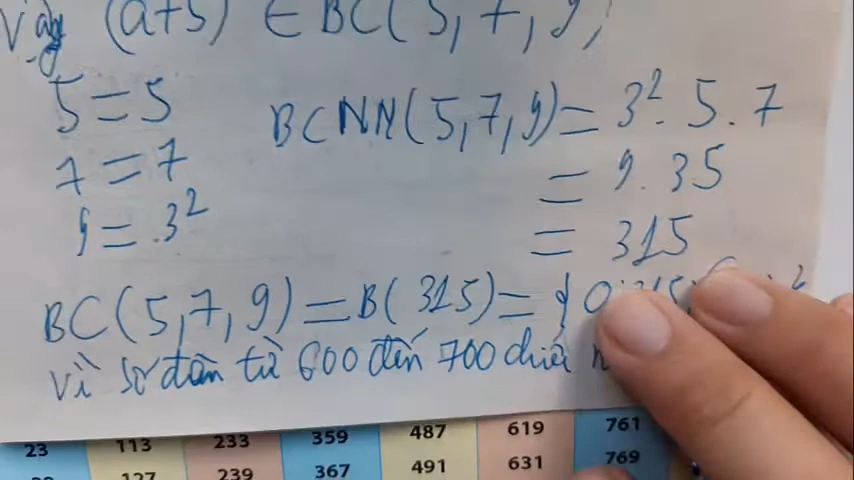 Vậy (a+5) ∈ BC(5,7,9)
5=5
7=7
9=3²
BCNN(5,7,9)= 3². 5. 7
= 9. 35
= 315
BC(5,7,9)=B(315)={0;315;
Vì số đàn từ 600 đến 700 chiếc
23 113 233 359 487 619 761
127 239 367 491 631 769